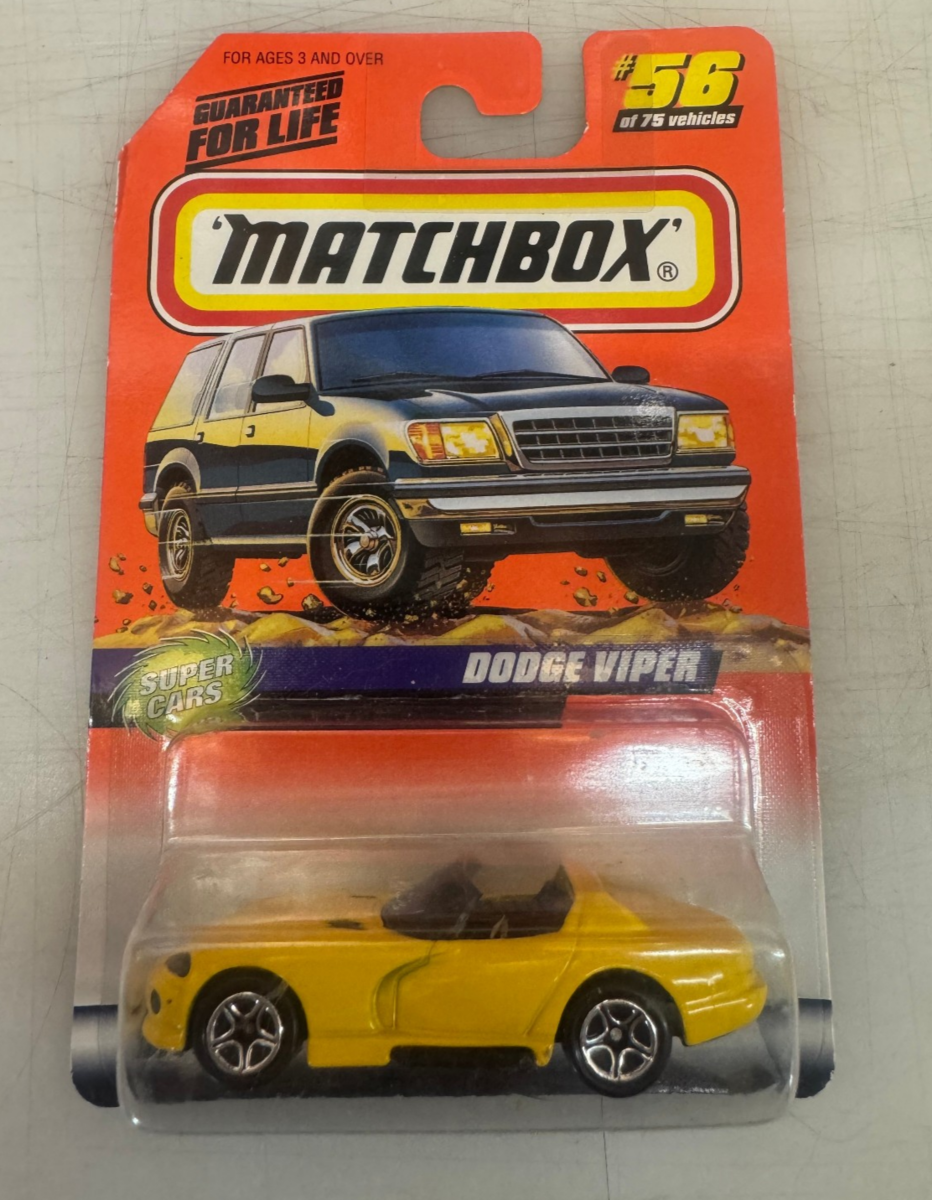 FOR AGES 3 AND OVER
GUARANTEED
FOR LIFE
#56
of 75 vehicles
'MATCHBOX'®
DODGE VIPER
SUPER
CARS